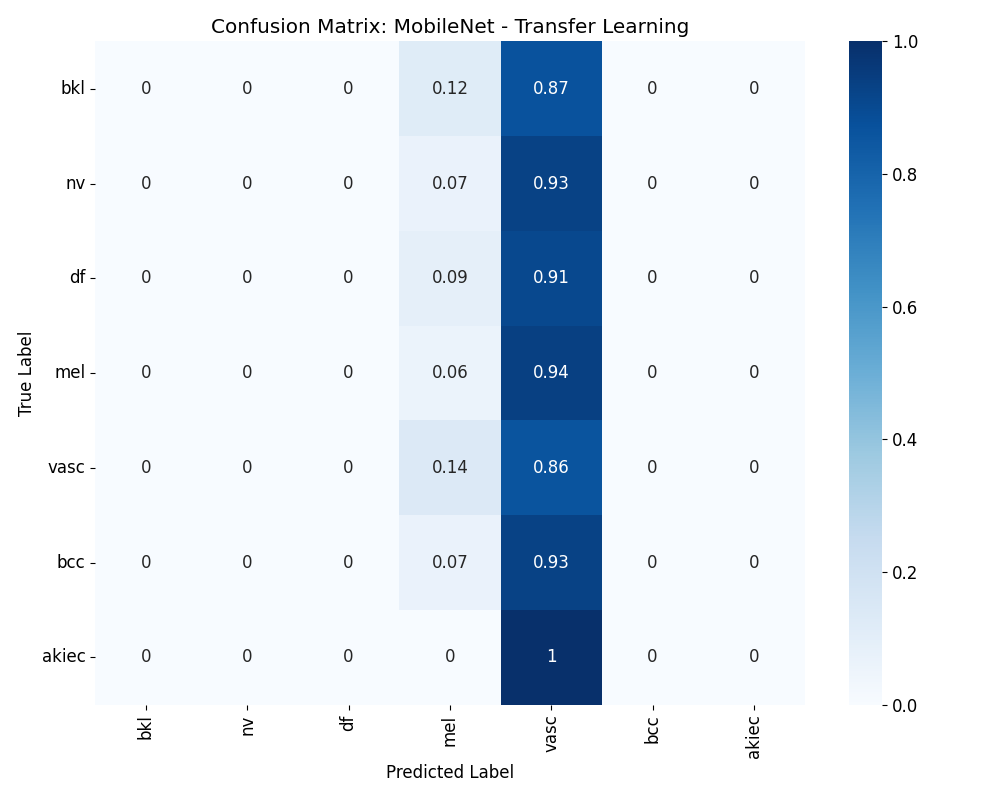 Confusion Matrix: MobileNet - Transfer Learning
bkl 0 0 0 0.12 0.87 0 0
nv 0 0 0 0.07 0.93 0 0
df 0 0 0 0.09 0.91 0 0
mel 0 0 0 0.06 0.94 0 0
vasc 0 0 0 0.14 0.86 0 0
bcc 0 0 0 0.07 0.93 0 0
akiec 0 0 0 0 1 0 0
bkl nv df mel vasc bcc akiec
Predicted Label
True Label
1.0
0.8
0.6
0.4
0.2
0.0